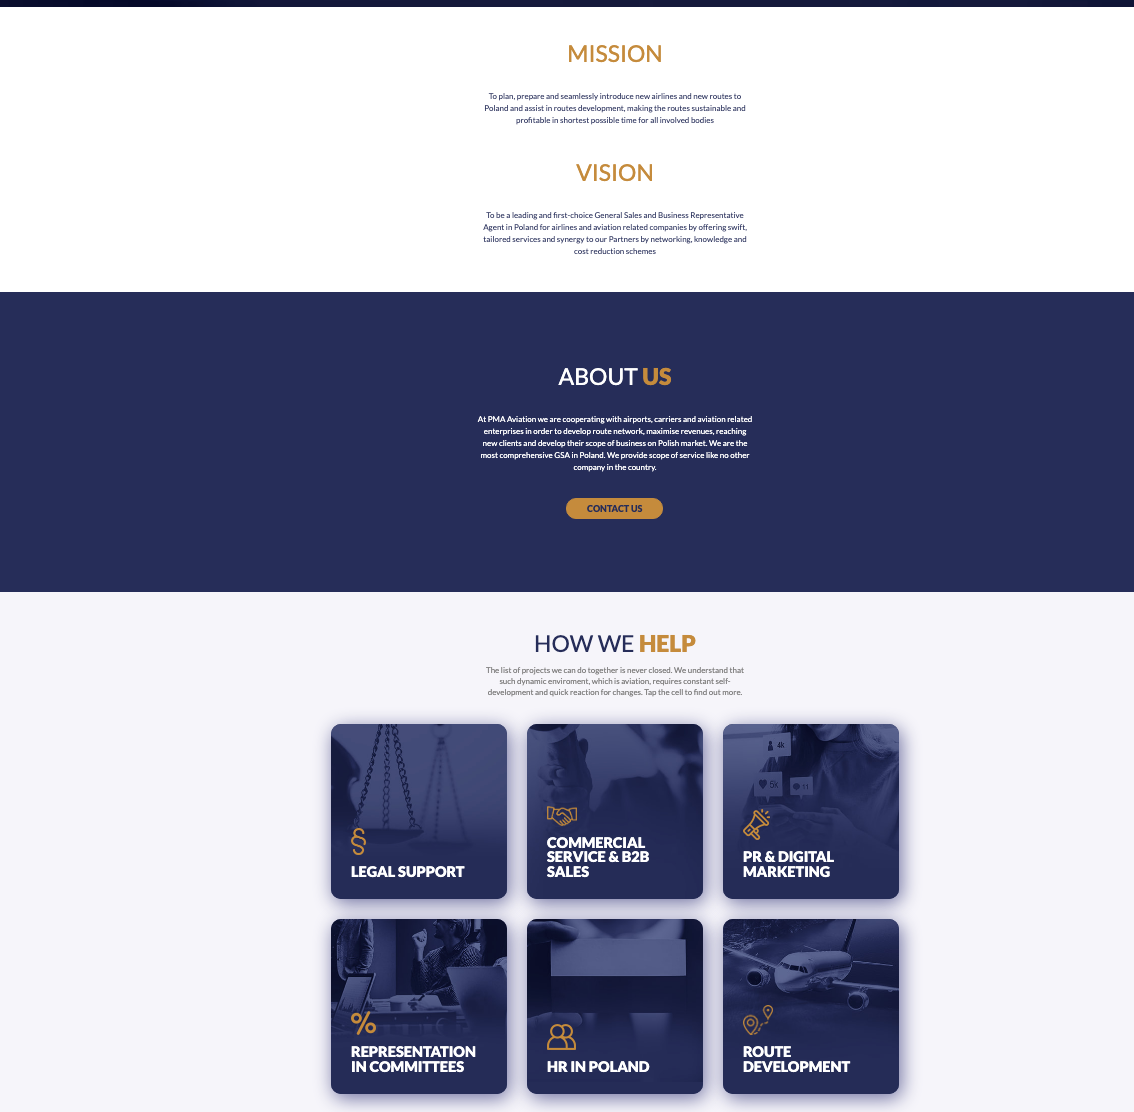 MISSION
To plan, prepare and seamlessly introduce new airlines and new routes to
Poland and assist in routes development, making the routes sustainable and
profitable in shortest possible time for all involved bodies
VISION
To be a leading and first-choice General Sales and Business Representative
Agent in Poland for airlines and aviation related companies by offering swift,
tailored services and synergy to our Partners by networking, knowledge and
cost reduction schemes
ABOUT US
At PMA Aviation we are cooperating with airports, carriers and aviation related
enterprises in order to develop route network, maximise revenues, reaching
new clients and develop their scope of business on Polish market. We are the
most comprehensive GSA in Poland. We provide scope of service like no other
company in the country.
CONTACT US
HOW WE HELP
The list of projects we can do together is never closed. We understand that
such dynamic enviroment, which is aviation, requires constant self-
development and quick reaction for changes. Tap the cell to find out more.
4k
5k
11
§
LEGAL SUPPORT
COMMERCIAL
SERVICE & B2B
SALES
PR & DIGITAL
MARKETING
%
REPRESENTATION
IN COMMITTEES
HR IN POLAND
ROUTE
DEVELOPMENT